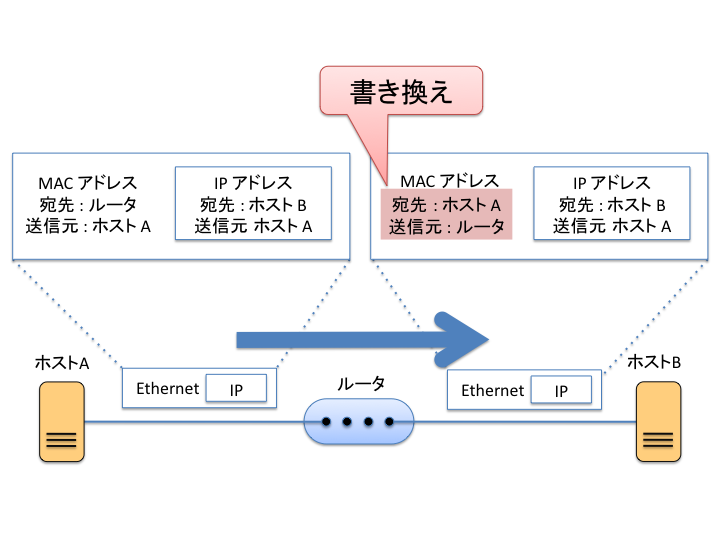 書き換え
MAC アドレス
宛先 : ルータ
送信元 : ホスト A
IP アドレス
宛先 : ホスト B
送信元 ホスト A
MAC アドレス
宛先 : ホスト A
送信元 : ルータ
IP アドレス
宛先 : ホスト B
送信元 ホスト A
ホストA
Ethernet
IP
ルータ
Ethernet
IP
ホストB